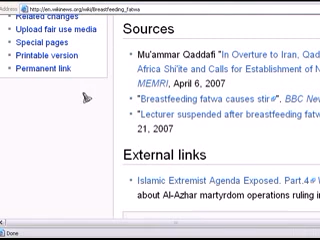 Address http://en.wikinews.org/wiki/Breastfeeding_fatwa
Related changes
Upload fair use media
Special pages
Printable version
Permanent link
Sources
Mu'ammar Qaddafi "In Overture to Iran, Qad
Africa Shi'ite and Calls for Establishment of N
MEMRI, April 6, 2007
"Breastfeeding fatwa causes stir", BBC New
"Lecturer suspended after breastfeeding fatw
21, 2007
External links
Islamic Extremist Agenda Exposed. Part.4
about Al-Azhar martyrdom operations ruling i
Done